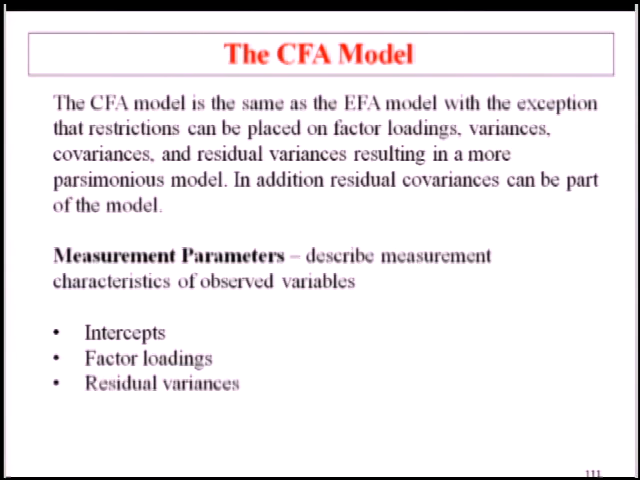 The CFA Model
The CFA model is the same as the EFA model with the exception
that restrictions can be placed on factor loadings, variances,
covariances, and residual variances resulting in a more
parsimonious model. In addition residual covariances can be part
of the model.
Measurement Parameters – describe measurement
characteristics of observed variables
• Intercepts
• Factor loadings
• Residual variances
111